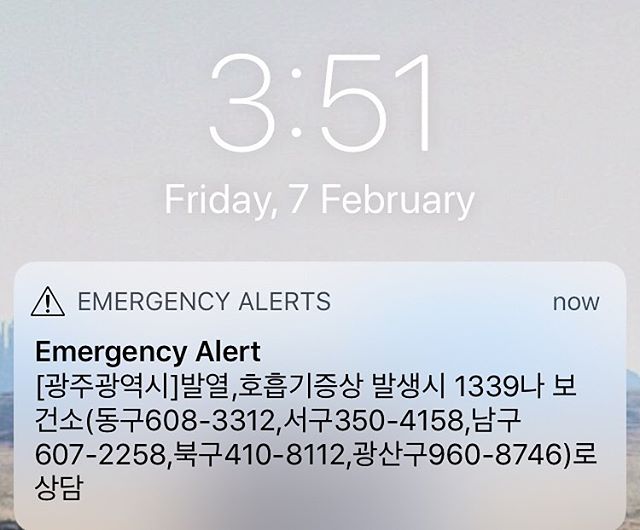 3:51
Friday, 7 February
EMERGENCY ALERTS now
Emergency Alert
[광주광역시]발열,호흡기증상 발생시 1339나 보
건소(동구608-3312,서구350-4158,남구
607-2258,북구410-8112,광산구960-8746)로
상담